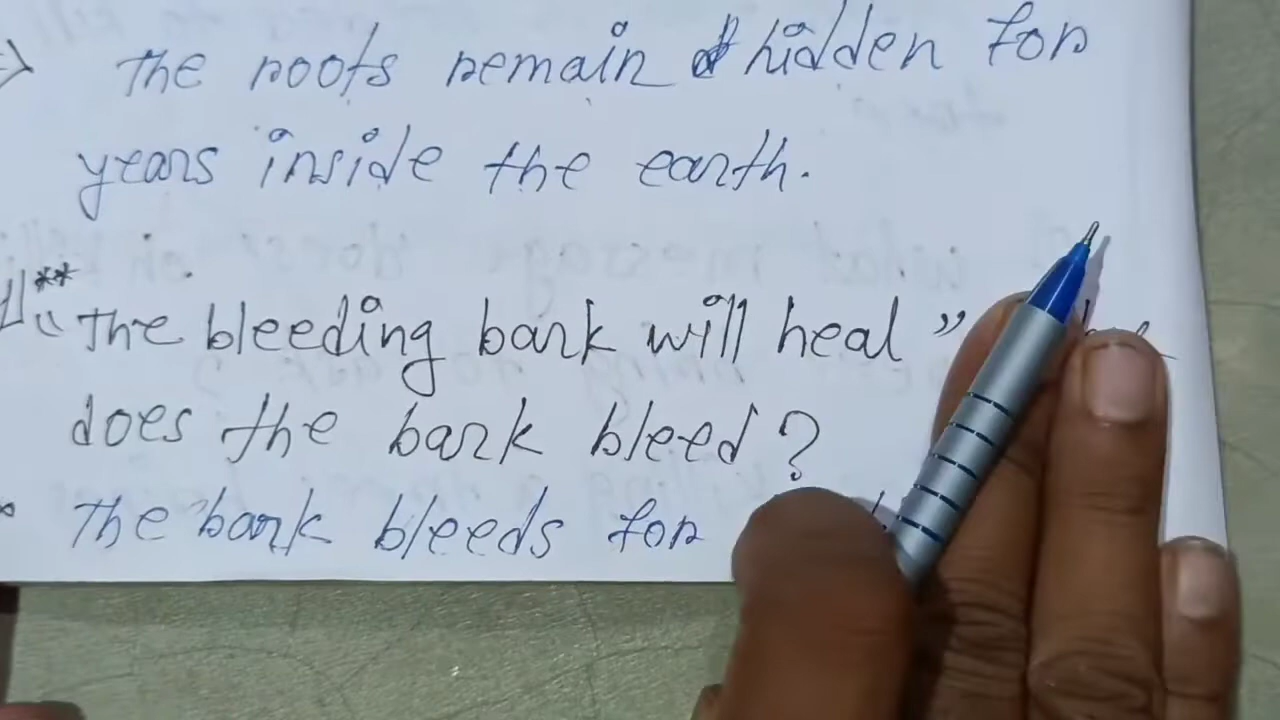 The roots remain hidden for
years inside the earth.
** "The bleeding bark will heal"
does the bark bleed?
The bark bleeds for